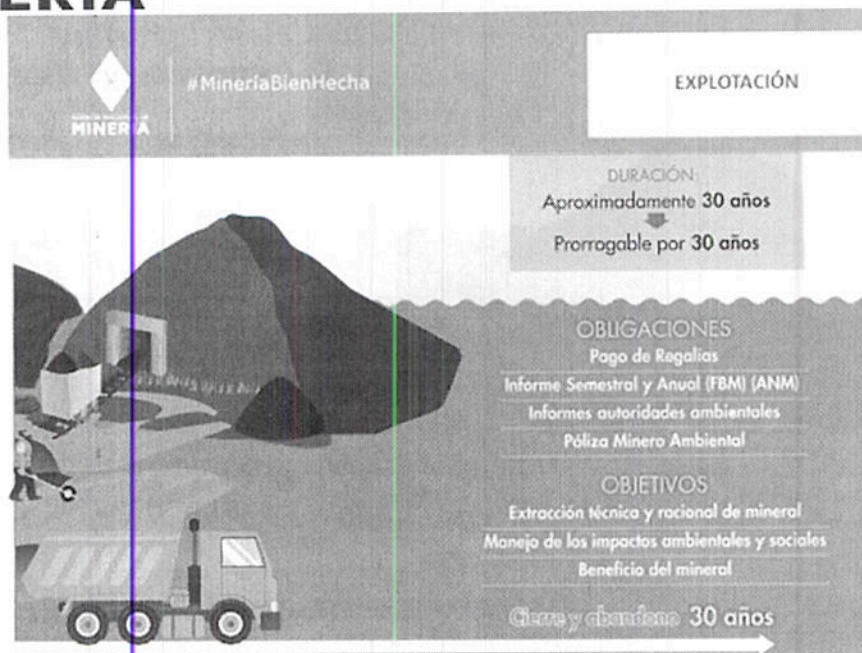 #MineríaBienHecha
MINERÍA
EXPLOTACIÓN
DURACIÓN:
Aproximadamente 30 años
Prorrogable por 30 años
OBLIGACIONES
Pago de Regalías
Informe Semestral y Anual (FBM) (ANM)
Informes autoridades ambientales
Póliza Minero Ambiental
OBJETIVOS
Extracción técnica y racional de mineral
Manejo de los impactos ambientales y sociales
Beneficio del mineral
Cierre y abandono 30 años